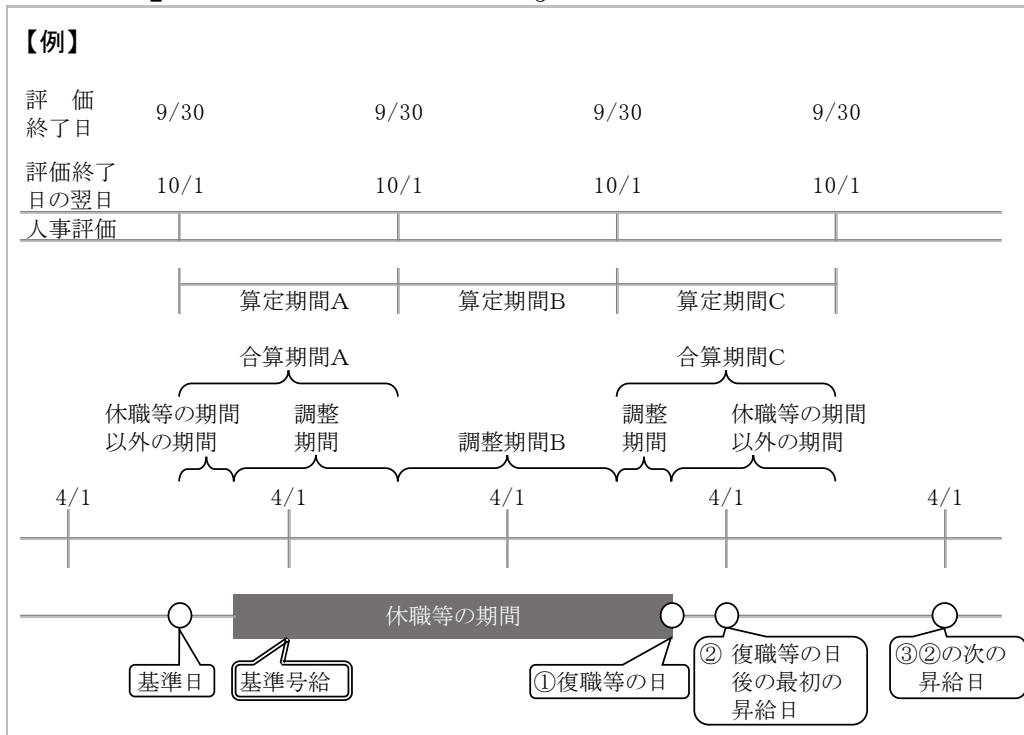 【例】
評 価
終了日
9/30 9/30 9/30 9/30
評価終了
日の翌日
10/1 10/1 10/1 10/1
人事評価
算定期間A 算定期間B 算定期間C
合算期間A 合算期間C
休職等の期間
以外の期間
調整
期間
調整期間B
調整
期間
休職等の期間
以外の期間
4/1 4/1 4/1 4/1 4/1
休職等の期間
基準日
基準号給
①復職等の日
② 復職等の日
後の最初の
昇給日
③②の次の
昇給日